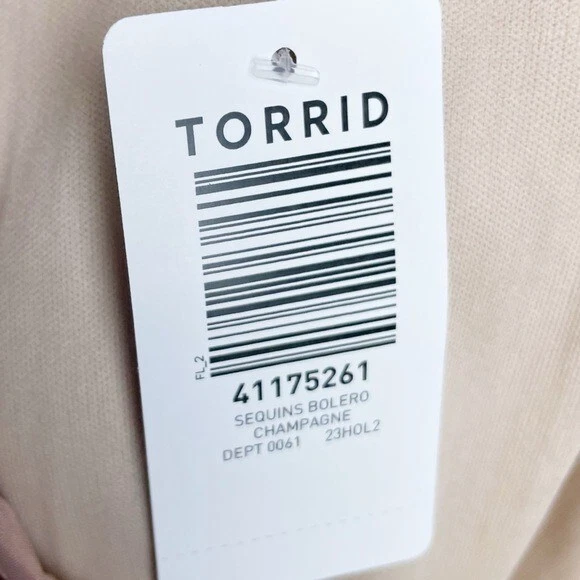 TORRID
FL_2
41175261
SEQUINS BOLERO
CHAMPAGNE
DEPT 0061 23HOL2